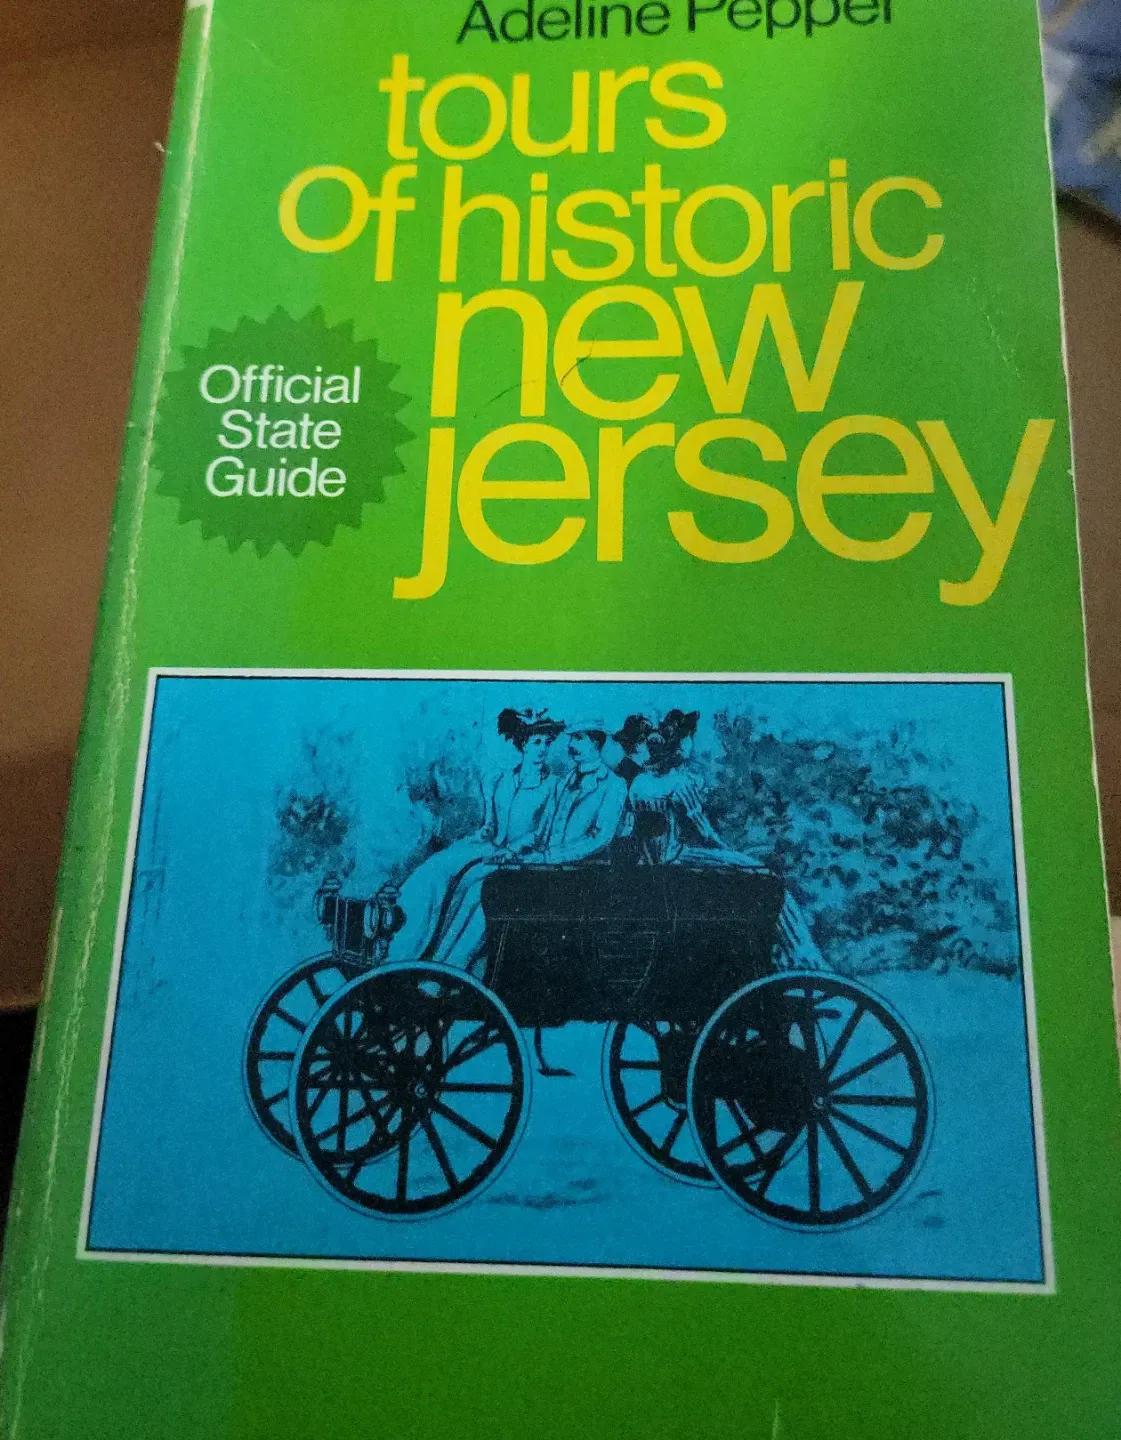 Adeline Pepper
tours
of historic
new
jersey
Official
State
Guide